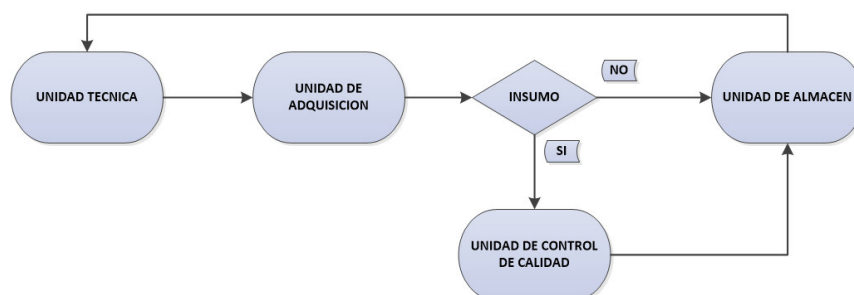 UNIDAD TECNICA
UNIDAD DE
ADQUISICION
INSUMO
NO
UNIDAD DE ALMACEN
SI
UNIDAD DE CONTROL
DE CALIDAD